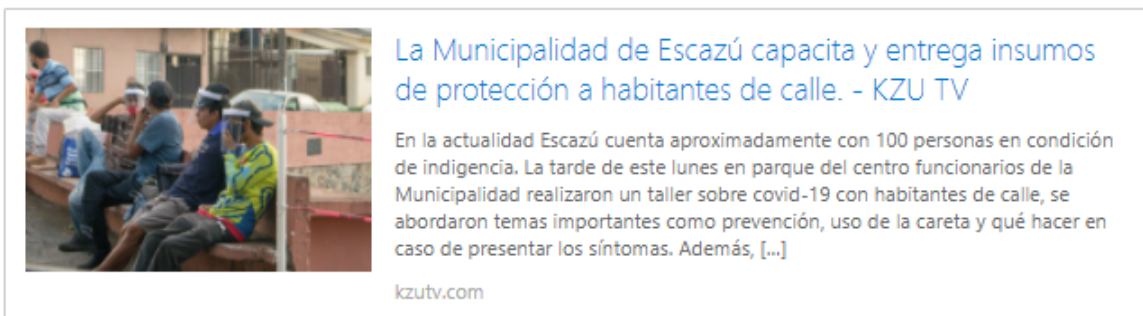 La Municipalidad de Escazú capacita y entrega insumos
de protección a habitantes de calle. - KZU TV
En la actualidad Escazú cuenta aproximadamente con 100 personas en condición
de indigencia. La tarde de este lunes en parque del centro funcionarios de la
Municipalidad realizaron un taller sobre covid-19 con habitantes de calle, se
abordaron temas importantes como prevención, uso de la careta y qué hacer en
caso de presentar los síntomas. Además, [...]
kzutv.com